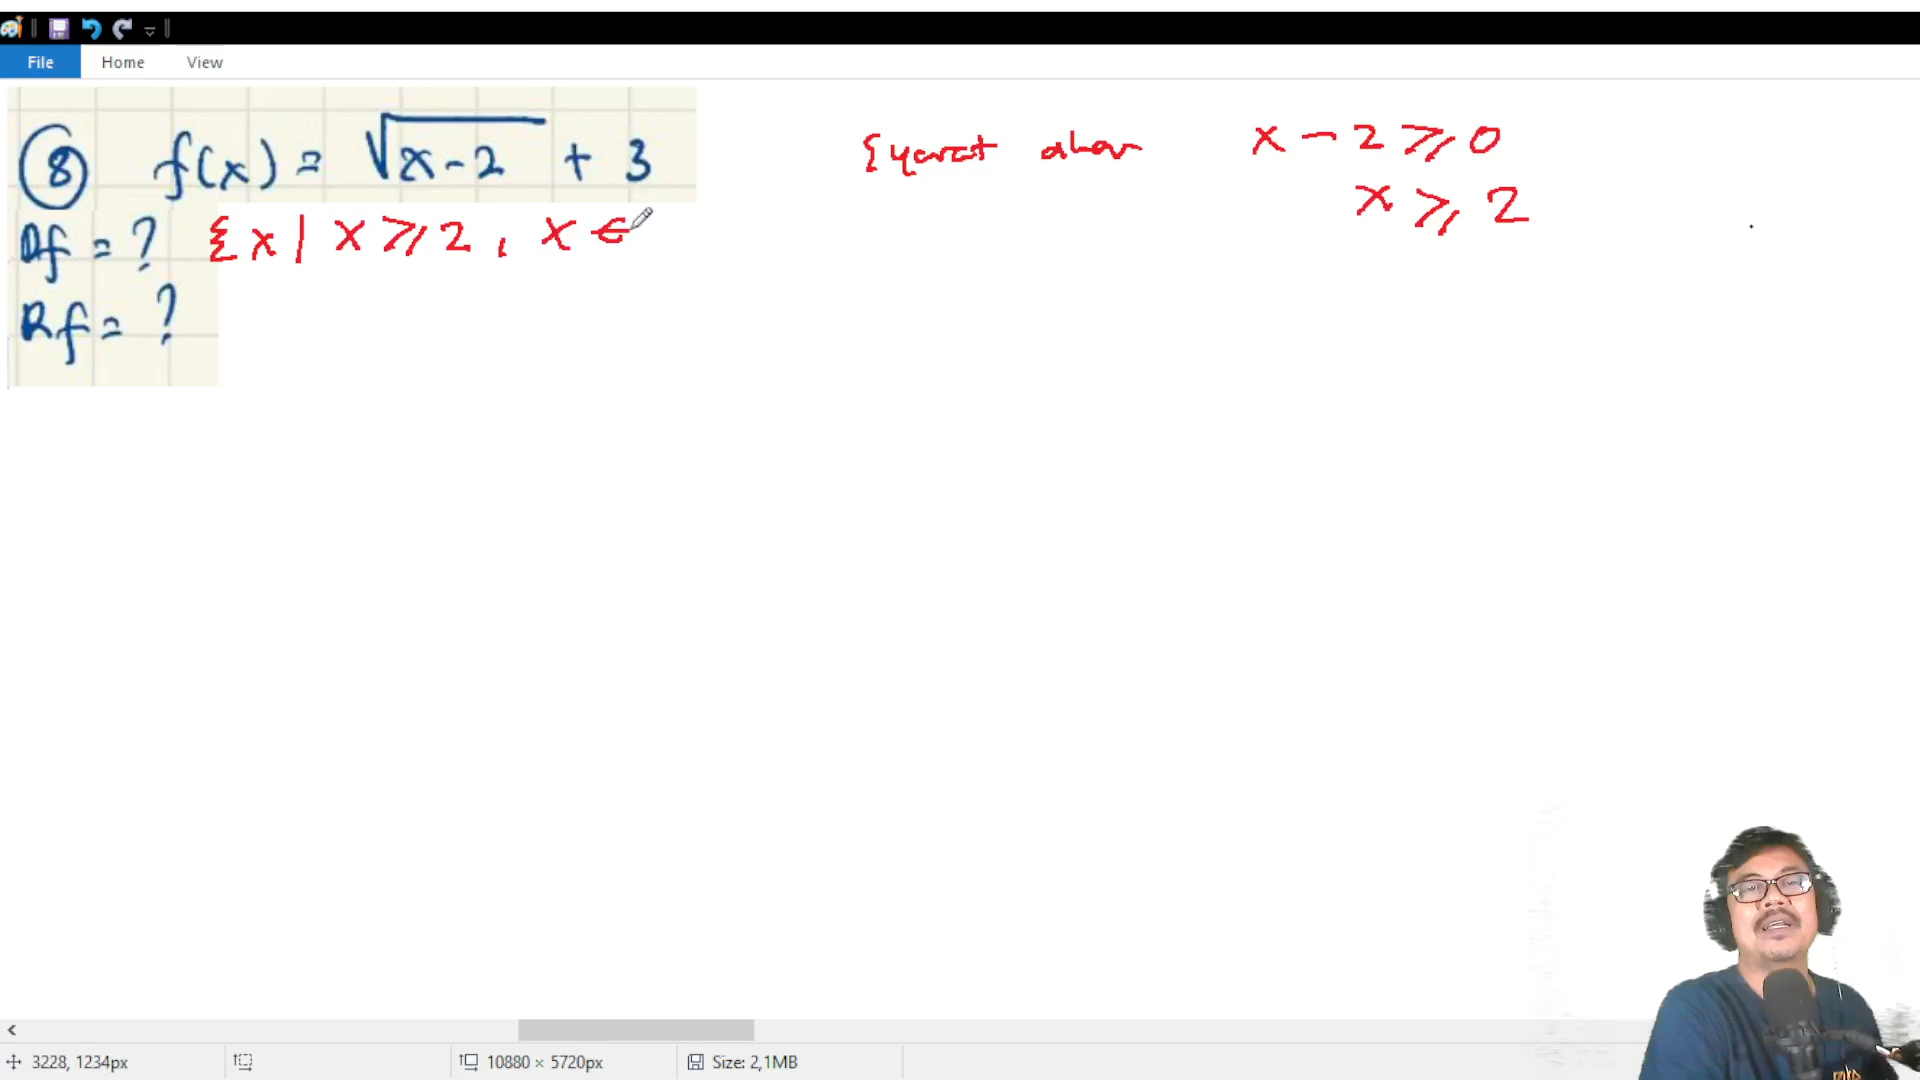 File Home View
⑧ f(x) = √(x-2) + 3
Df = ? {x | x ≥ 2, x ∈
Rf = ?
Syarat akar x - 2 ≥ 0
x ≥ 2
3228, 1234px 10880 × 5720px Size: 2,1MB